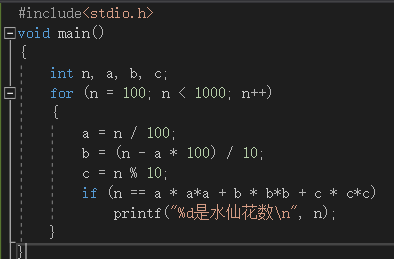 #include<stdio.h>
void main()
{
int n, a, b, c;
for (n = 100; n < 1000; n++)
{
a = n / 100;
b = (n - a * 100) / 10;
c = n % 10;
if (n == a * a*a + b * b*b + c * c*c)
printf("%d是水仙花数\n", n);
}
}